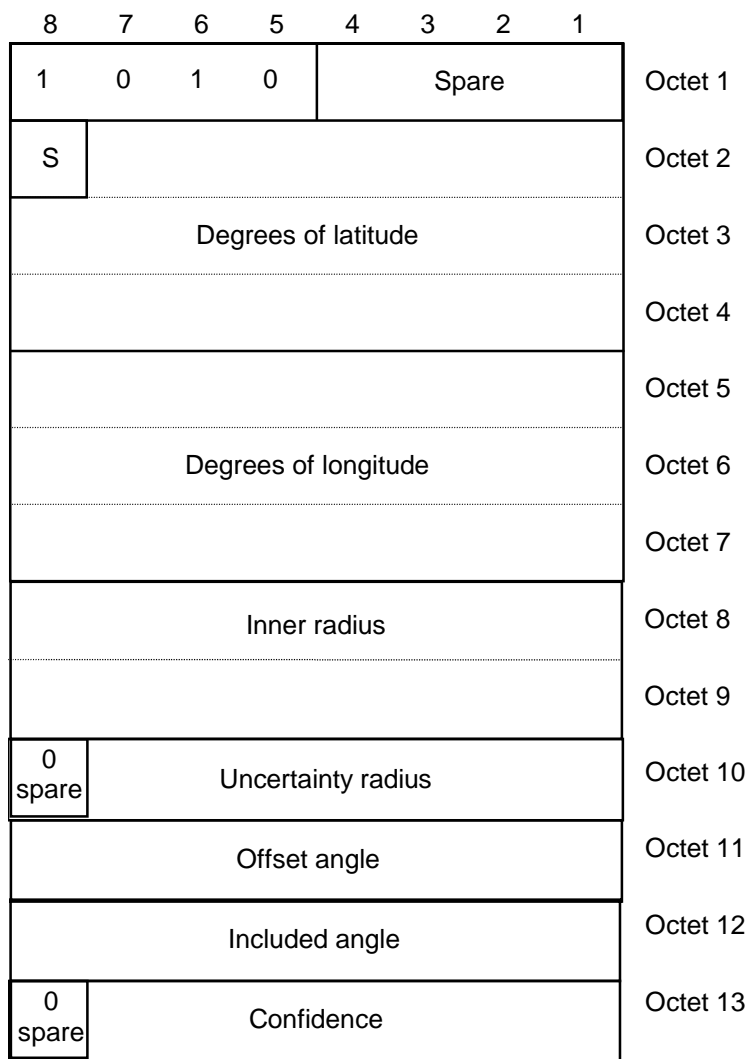 8 7 6 5 4 3 2 1
1 0 1 0 Spare Octet 1
S Octet 2
Degrees of latitude Octet 3
Octet 4
Octet 5
Degrees of longitude Octet 6
Octet 7
Inner radius Octet 8
Octet 9
0
spare Uncertainty radius Octet 10
Offset angle Octet 11
Included angle Octet 12
0
spare Confidence Octet 13